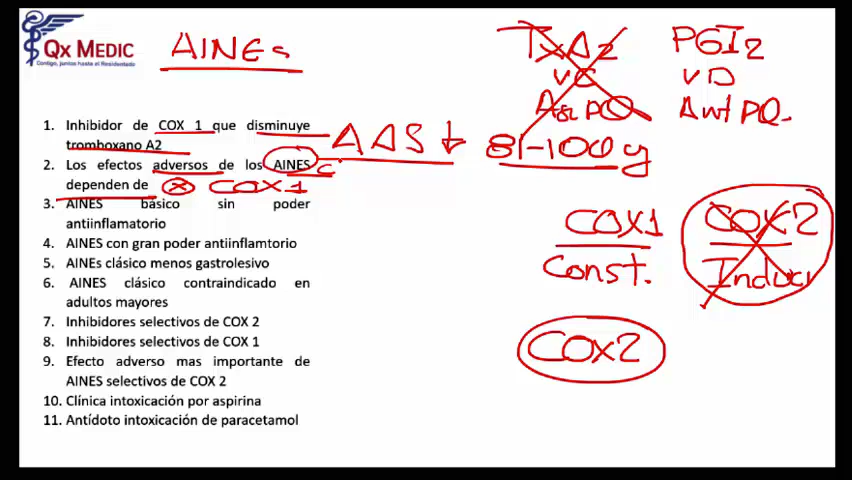 Qx MEDIC
Contigo, juntos hasta el Residentado
AINEs
1. Inhibidor de COX 1 que disminuye
tromboxano A2
2. Los efectos adversos de los AINES
dependen de
COX1
3. AINES básico sin poder
antiinflamatorio
4. AINES con gran poder antiinflamtorio
5. AINEs clásico menos gastrolesivo
6. AINES clásico contraindicado en
adultos mayores
7. Inhibidores selectivos de COX 2
8. Inhibidores selectivos de COX 1
9. Efecto adverso mas importante de
AINES selectivos de COX 2
10. Clínica intoxicación por aspirina
11. Antídoto intoxicación de paracetamol
AAS ↓ 81-100
TxA2
VC
PGI2
VD
COX1
Const.
COX2
COX2